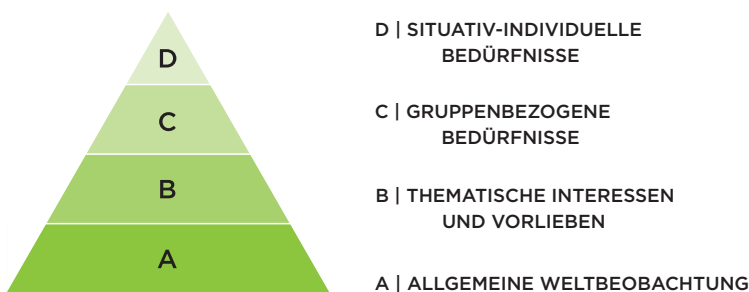 D
D | SITUATIV-INDIVIDUELLE
BEDÜRFNISSE
C
C | GRUPPENBEZOGENE
BEDÜRFNISSE
B
B | THEMATISCHE INTERESSEN
UND VORLIEBEN
A
A | ALLGEMEINE WELTBEOBACHTUNG